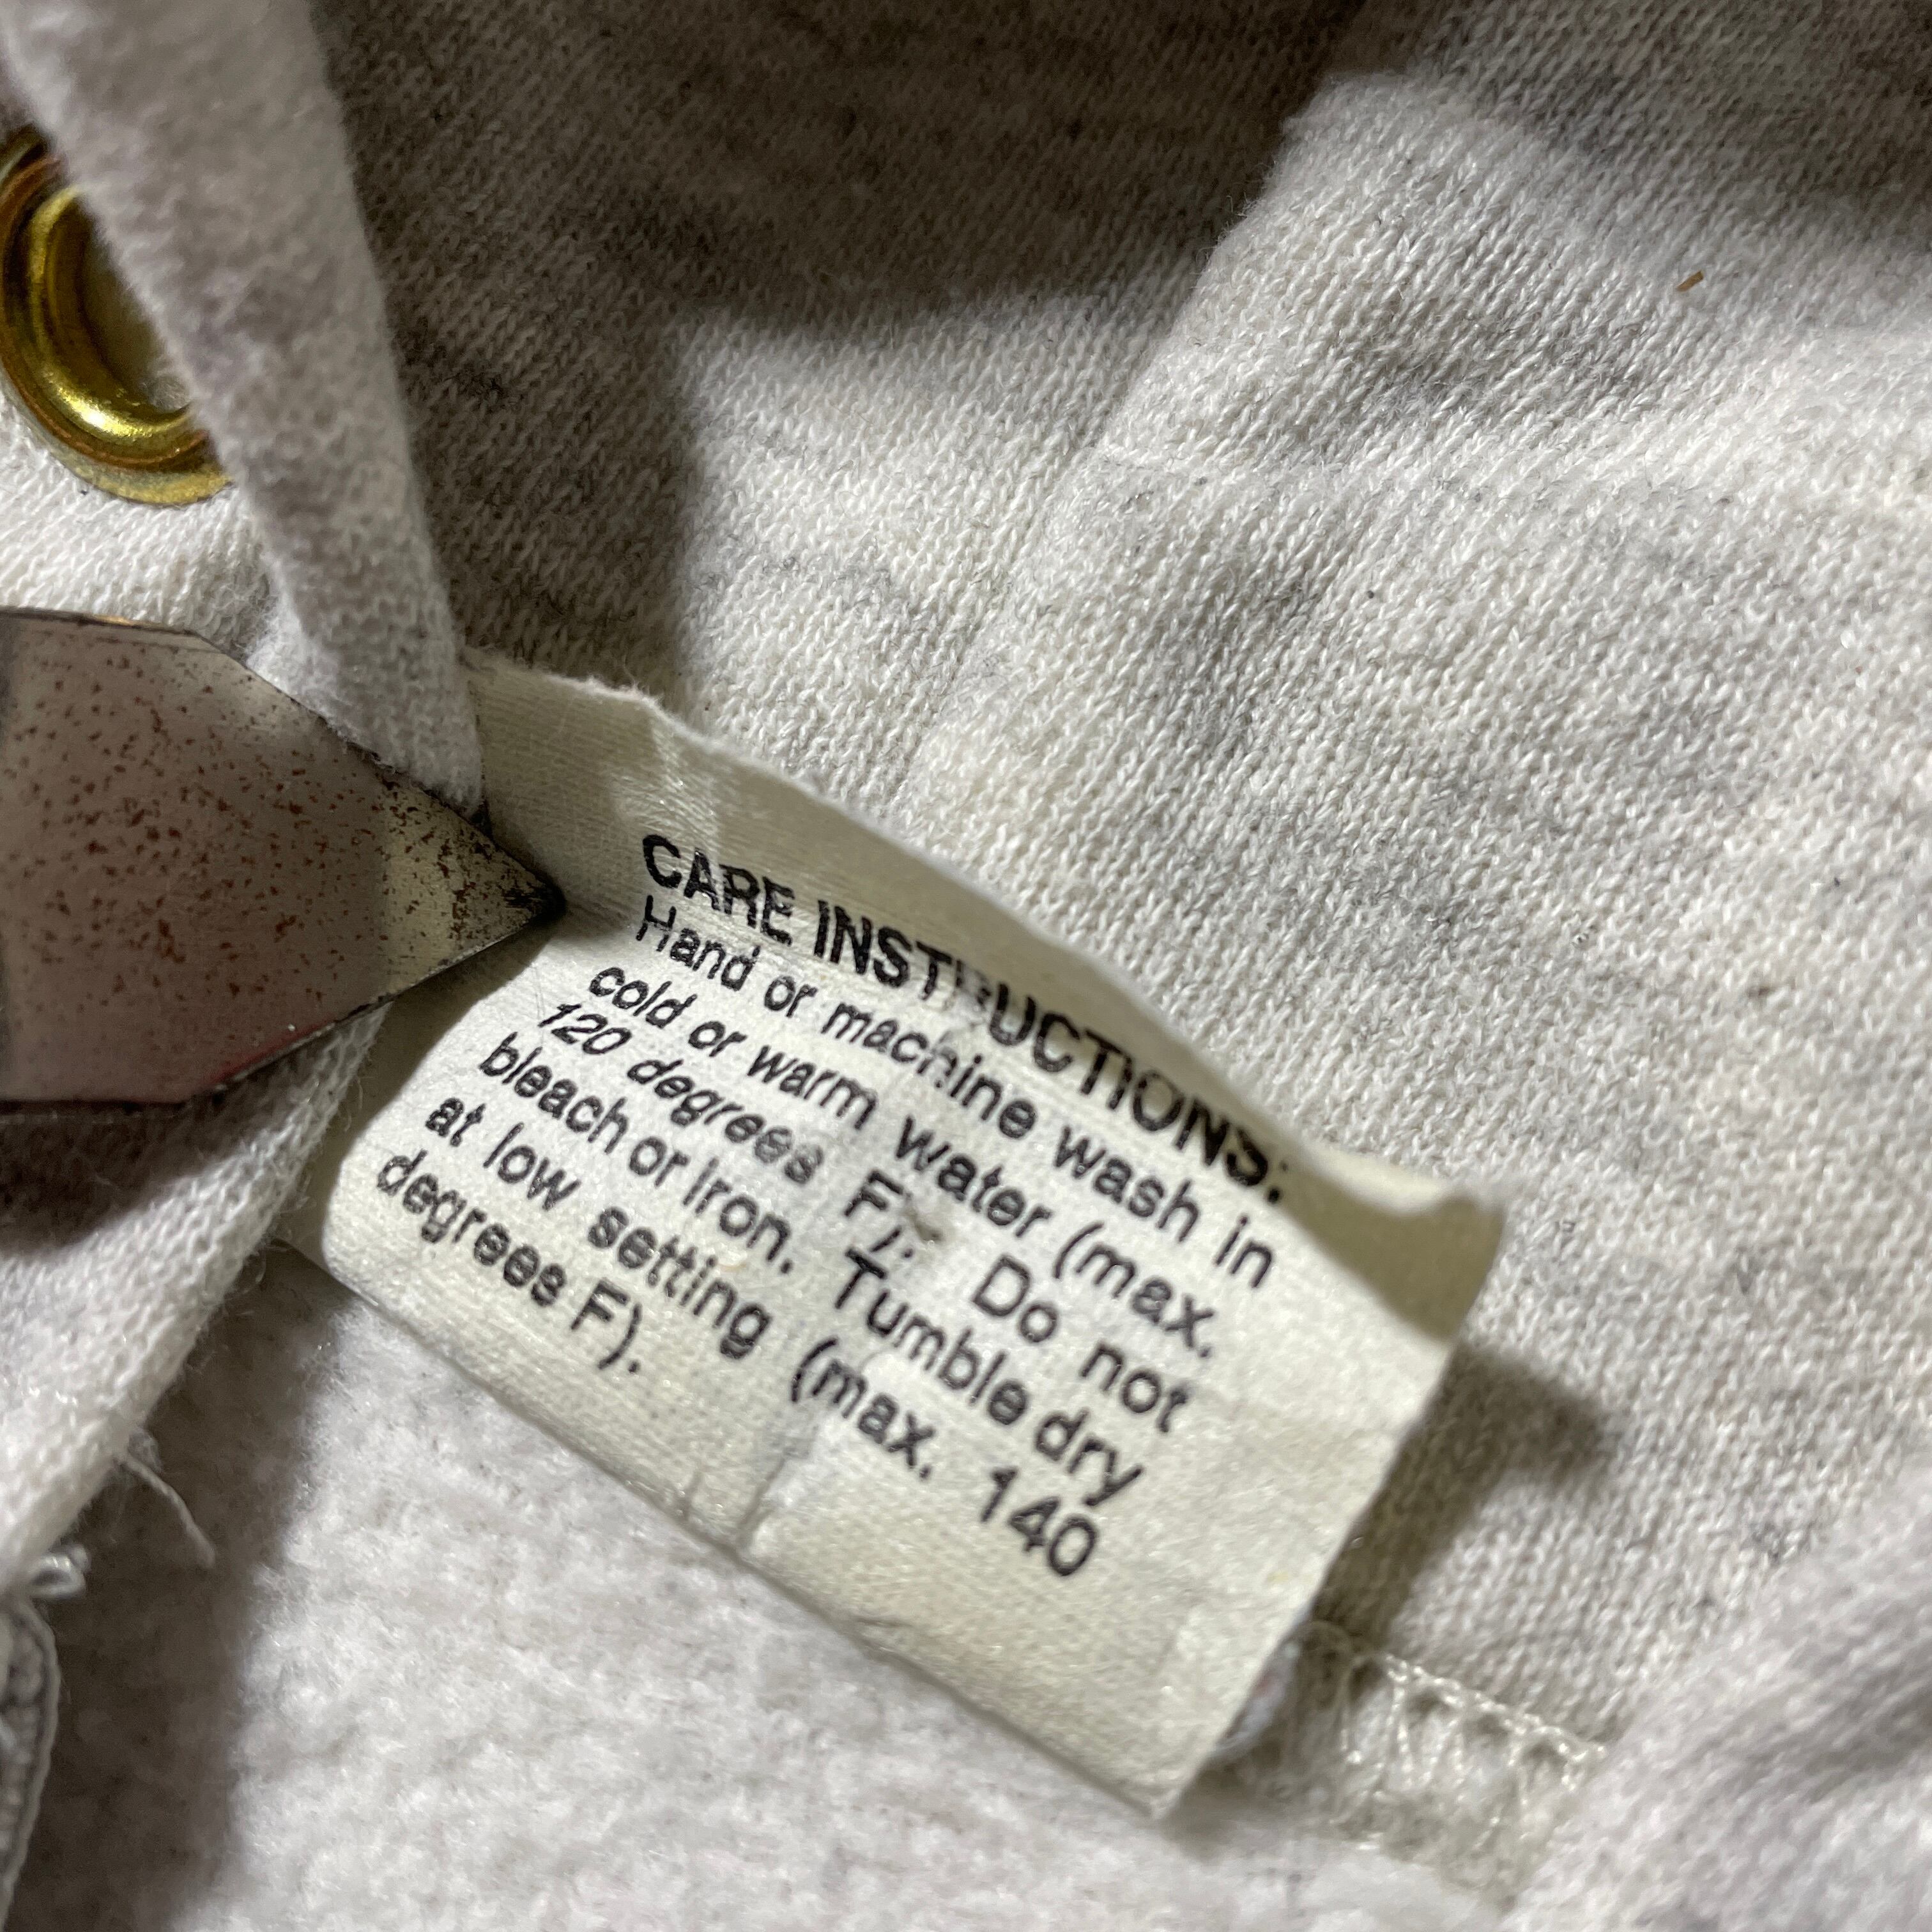 CARE INSTRUCTIONS:
Hand or machine wash in
cold or warm water (max.
120 degrees F). Do not
bleach or iron. Tumble dry
at low setting (max. 140
degrees F).